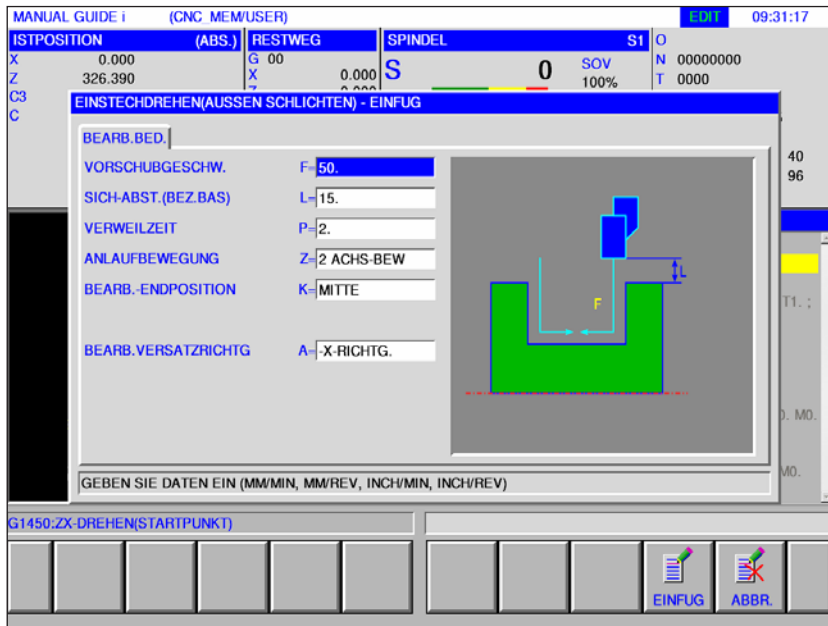 MANUAL GUIDE i (CNC_MEM/USER) EDIT 09:31:17
ISTPOSITION (ABS.) RESTWEG SPINDEL S1 O
X 0.000 G 00 N 00000000
Z 326.390 X 0.000 S 0 SOV 100% T 0000
C3
C
EINSTECHDREHEN(AUSSEN SCHLICHTEN) - EINFUG
BEARB.BED.
40
96
VORSCHUBGESCHW. F= 50.
SICH-ABST.(BEZ.BAS) L= 15.
VERWEILZEIT P= 2.
ANLAUFBEWEGUNG Z= 2 ACHS-BEW
BEARB.-ENDPOSITION K= MITTE
BEARB.VERSATZRICHTG A= -X-RICHTG.
L
F
T1. ;
0. M0.
M0.
GEBEN SIE DATEN EIN (MM/MIN, MM/REV, INCH/MIN, INCH/REV)
G1450:ZX-DREHEN(STARTPUNKT)
EINFUG ABBR.